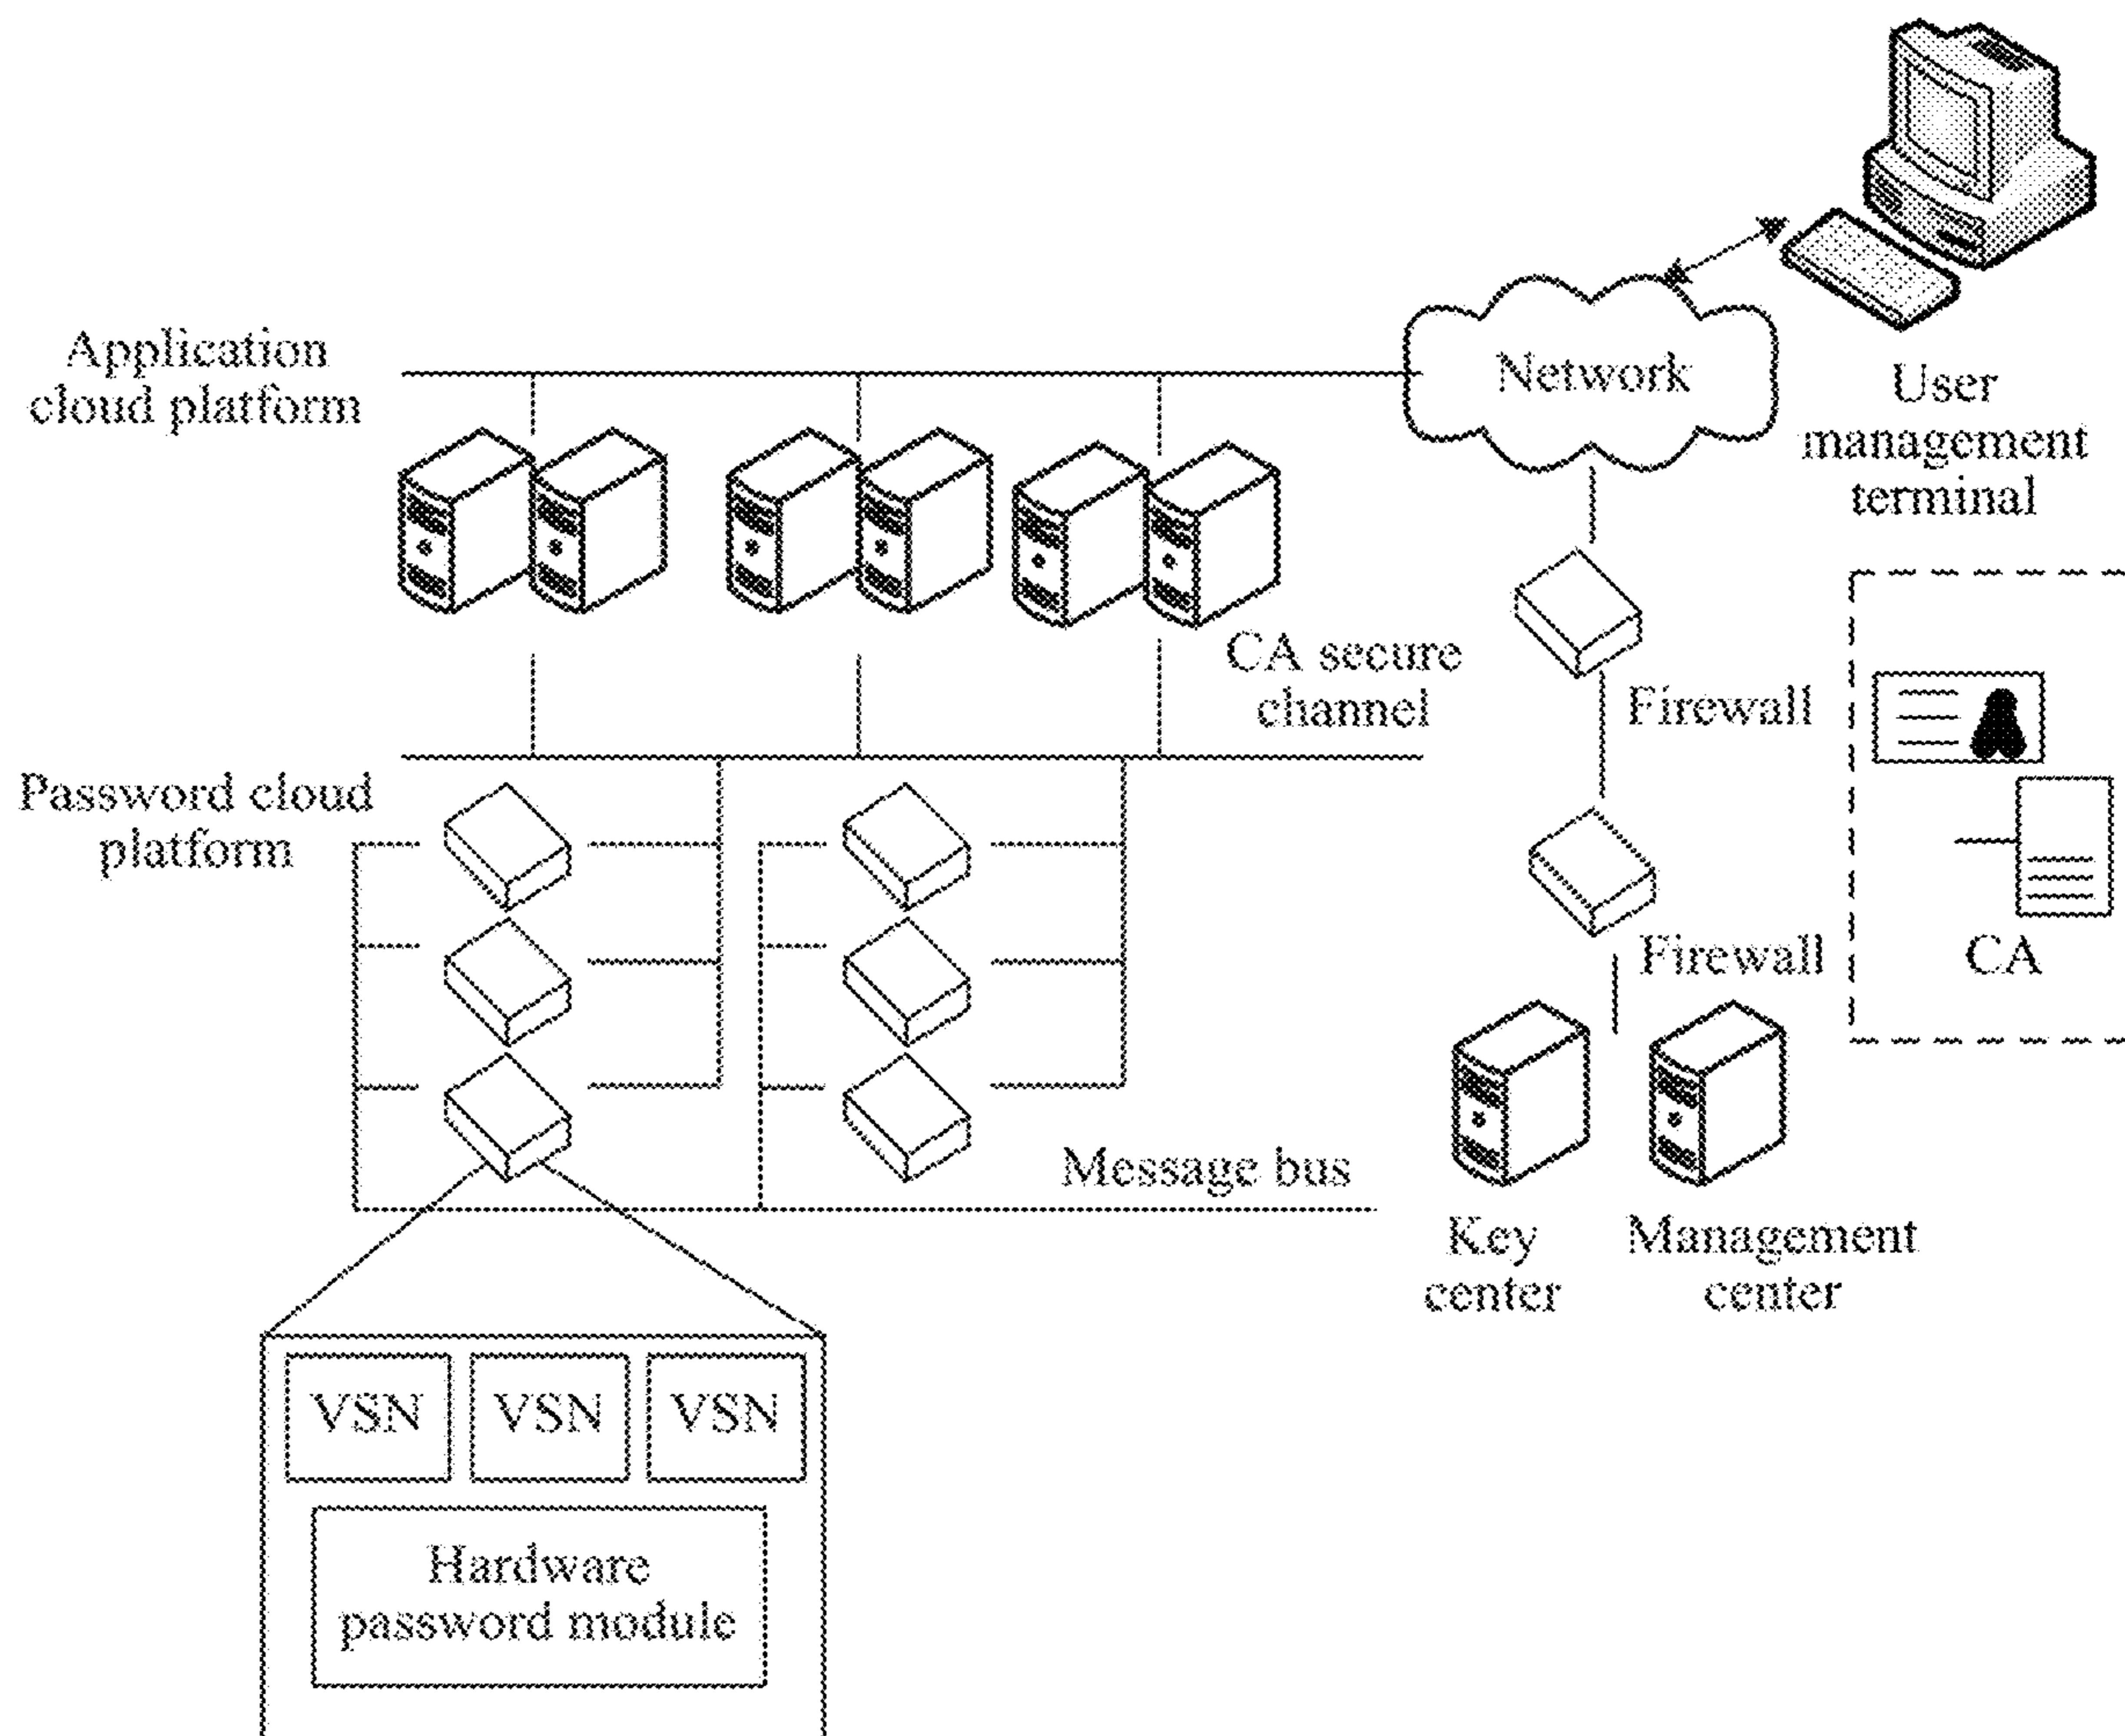 Application
cloud platform
Network
User
management
terminal
CA secure
channel
Firewall
Password cloud
platform
Firewall
CA
Message bus
Key
center
Management
center
VSN
VSN
VSN
Hardware
password module